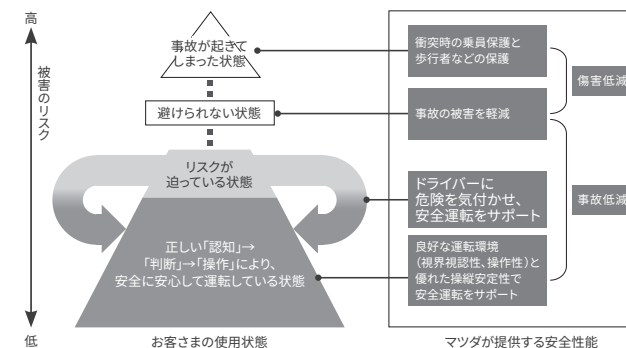 高
被害のリスク
低
事故が起きて
しまった状態
避けられない状態
リスクが
迫っている状態
正しい「認知」→
「判断」→「操作」により、
安全に安心して運転している状態
お客さまの使用状態
衝突時の乗員保護と
歩行者などの保護
事故の被害を軽減
ドライバーに
危険を気付かせ、
安全運転をサポート
良好な運転環境
（視界視認性、操作性）と
優れた操縦安定性で
安全運転をサポート
傷害低減
事故低減
マツダが提供する安全性能